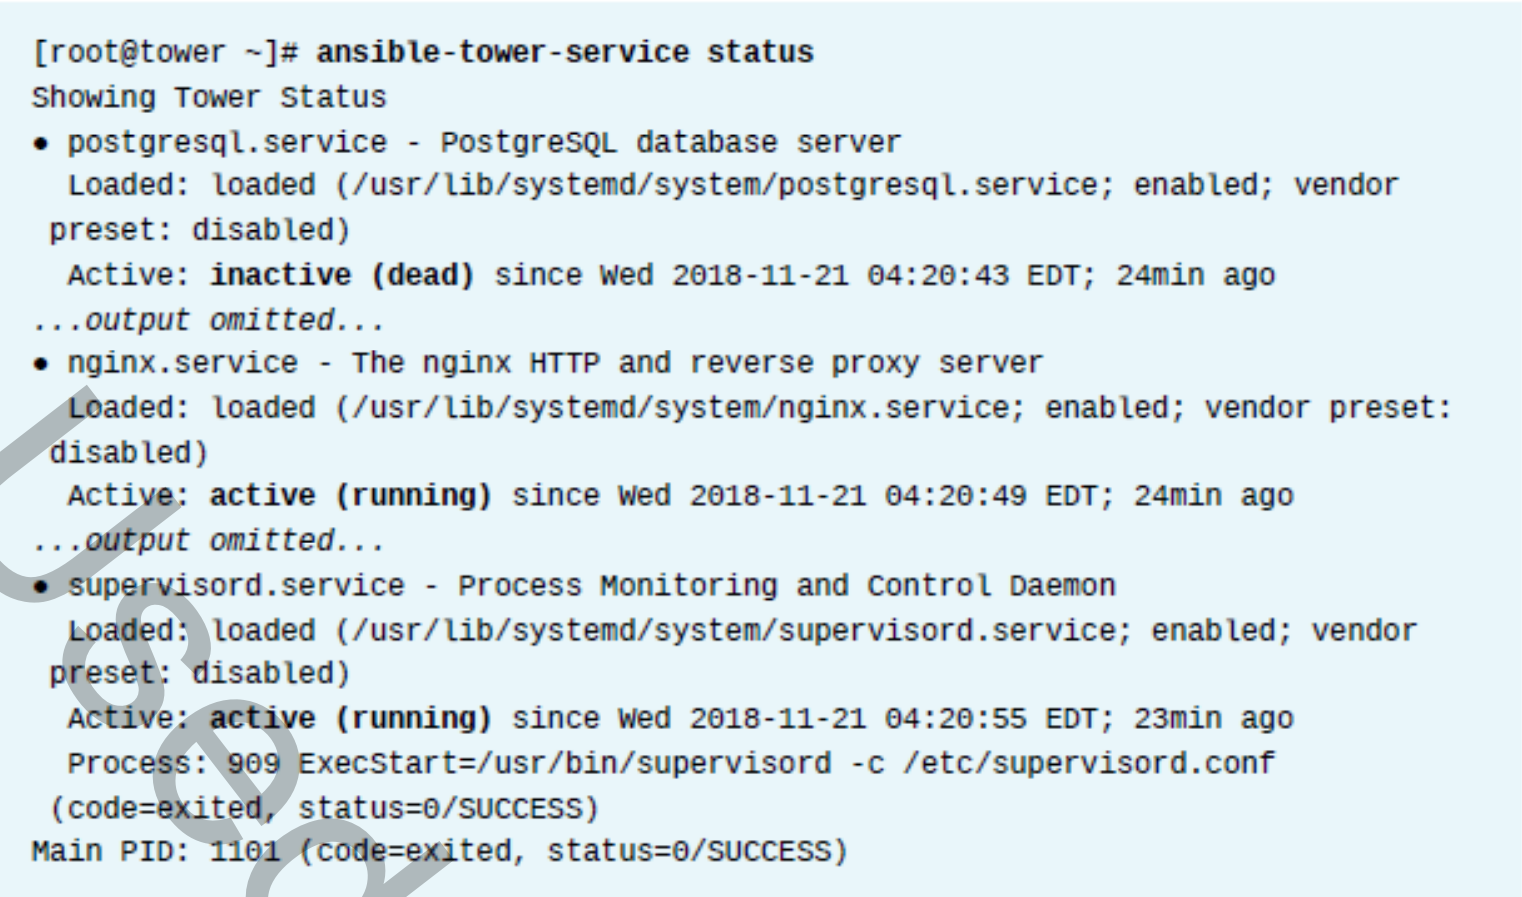 [root@tower ~]# ansible-tower-service status
Showing Tower Status
● postgresql.service - PostgreSQL database server
Loaded: loaded (/usr/lib/systemd/system/postgresql.service; enabled; vendor
preset: disabled)
Active: inactive (dead) since Wed 2018-11-21 04:20:43 EDT; 24min ago
...output omitted...
● nginx.service - The nginx HTTP and reverse proxy server
Loaded: loaded (/usr/lib/systemd/system/nginx.service; enabled; vendor preset:
disabled)
Active: active (running) since Wed 2018-11-21 04:20:49 EDT; 24min ago
...output omitted...
● supervisord.service - Process Monitoring and Control Daemon
Loaded: loaded (/usr/lib/systemd/system/supervisord.service; enabled; vendor
preset: disabled)
Active: active (running) since Wed 2018-11-21 04:20:55 EDT; 23min ago
Process: 909 ExecStart=/usr/bin/supervisord -c /etc/supervisord.conf
(code=exited, status=0/SUCCESS)
Main PID: 1101 (code=exited, status=0/SUCCESS)
Used